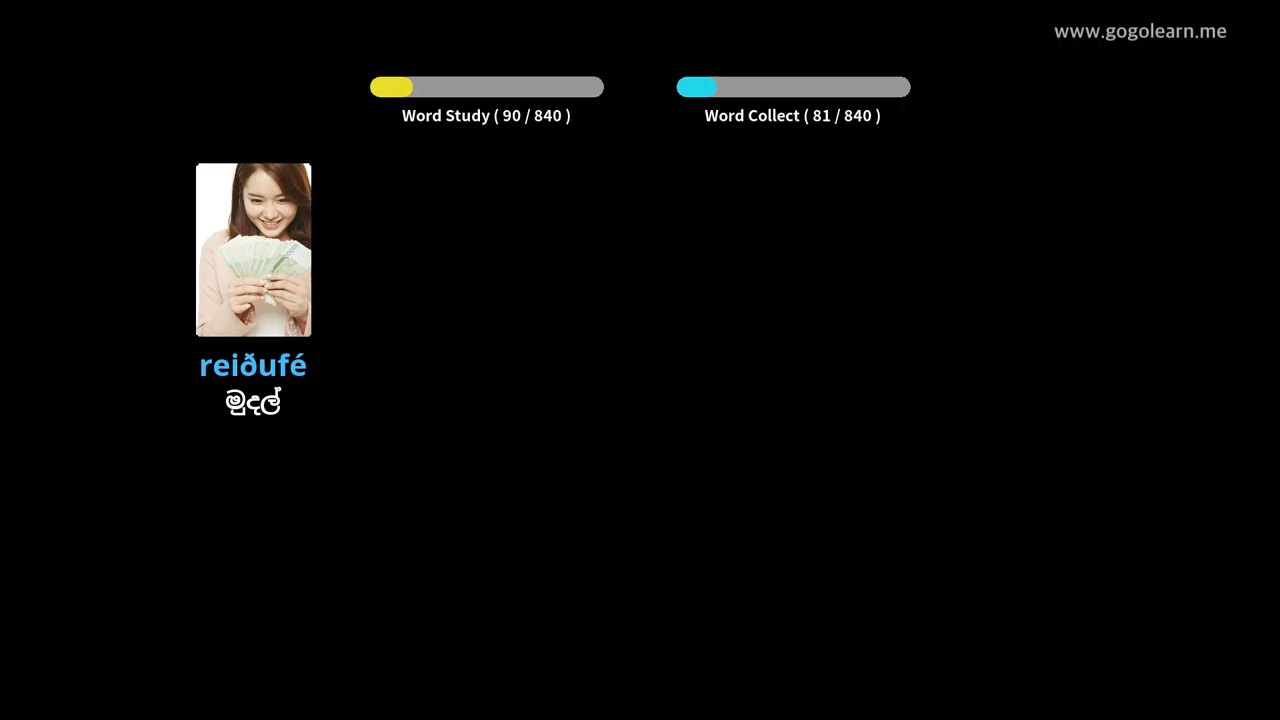 www.gogolearn.me
Word Study ( 90 / 840 )
Word Collect ( 81 / 840 )
reiðufé
මුදල්